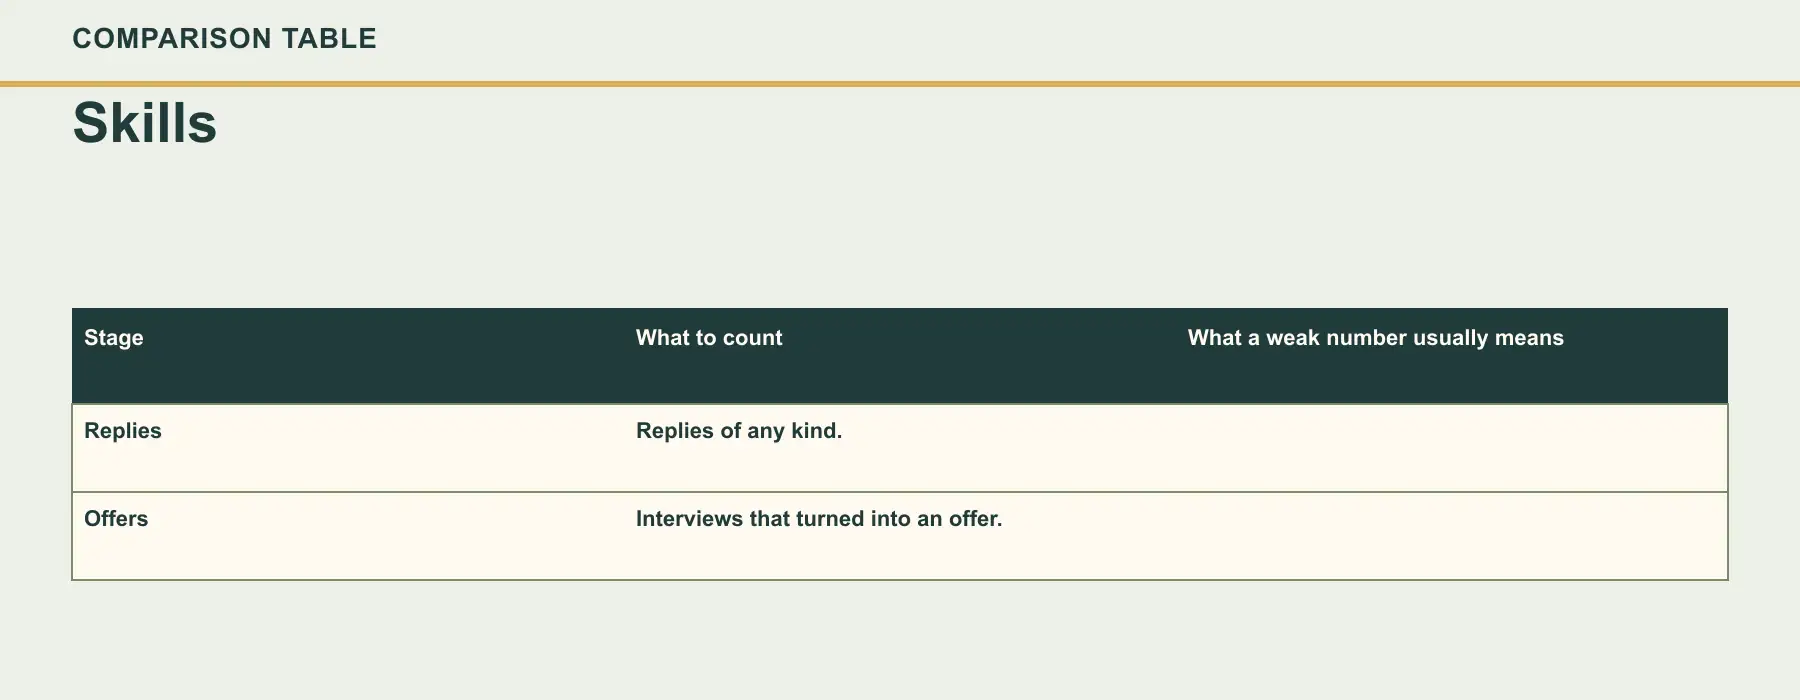 COMPARISON TABLE
Skills
Stage What to count What a weak number usually means
Replies Replies of any kind.
Offers Interviews that turned into an offer.